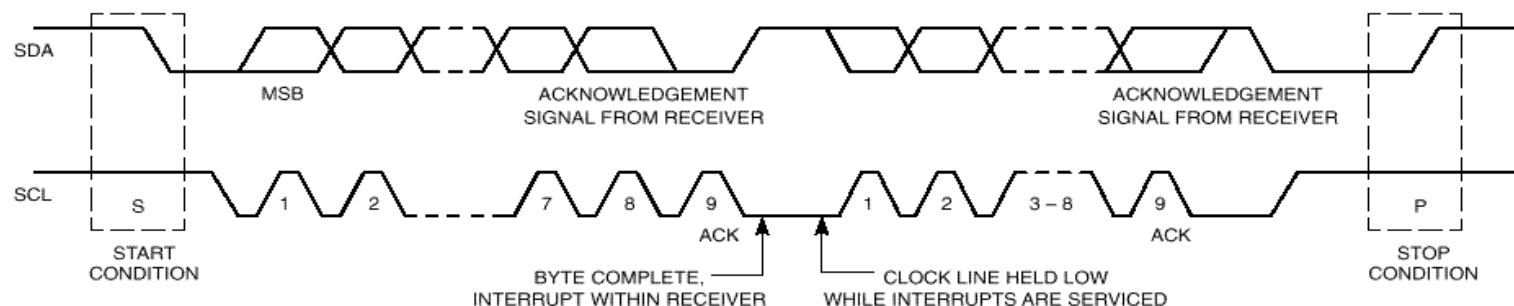 SDA
MSB
ACKNOWLEDGEMENT
SIGNAL FROM RECEIVER
ACKNOWLEDGEMENT
SIGNAL FROM RECEIVER
SCL
S
1
2
7
8
9
1
2
3 – 8
9
P
ACK
ACK
START
CONDITION
BYTE COMPLETE,
INTERRUPT WITHIN RECEIVER
CLOCK LINE HELD LOW
WHILE INTERRUPTS ARE SERVICED
STOP
CONDITION